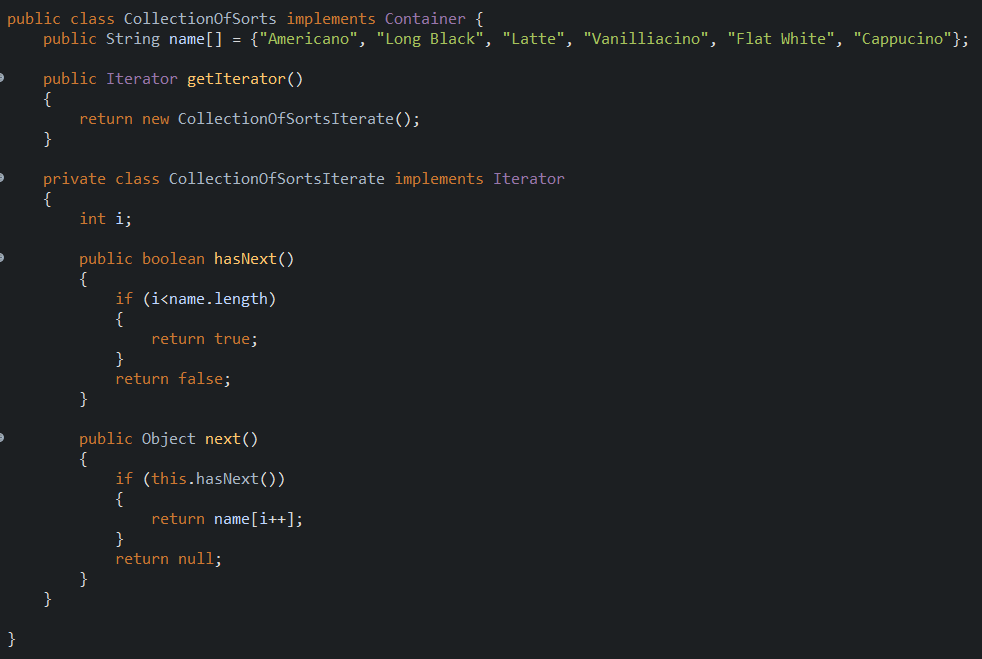 public class CollectionOfSorts implements Container {
public String name[] = {"Americano", "Long Black", "Latte", "Vanilliacino", "Flat White", "Cappucino"};
public Iterator getIterator()
{
return new CollectionOfSortsIterate();
}
private class CollectionOfSortsIterate implements Iterator
{
int i;
public boolean hasNext()
{
if (i<name.length)
{
return true;
}
return false;
}
public Object next()
{
if (this.hasNext())
{
return name[i++];
}
return null;
}
}
}